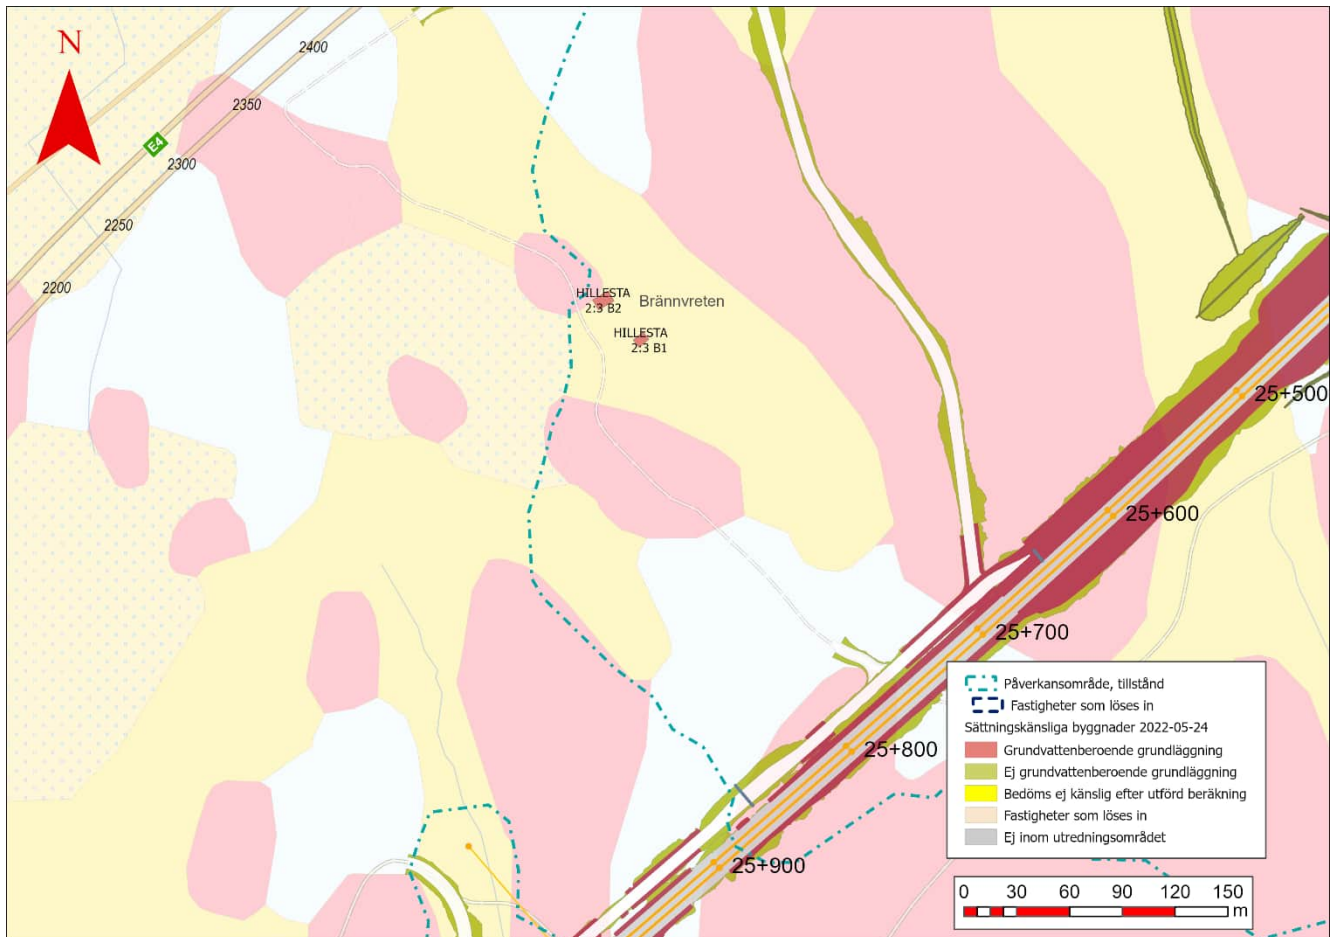 N
2400
2350
E4
2300
2250
2200
HILLESTA
2:3 B2
Brännvreten
HILLESTA
2:3 B1
25+500
25+600
25+700
25+800
25+900
Påverkansområde, tillstånd
Fastigheter som löses in
Sättningskänsliga byggnader 2022-05-24
Grundvattenberoende grundläggning
Ej grundvattenberoende grundläggning
Bedöms ej känslig efter utförd beräkning
Fastigheter som löses in
Ej inom utredningsområdet
0 30 60 90 120 150
m